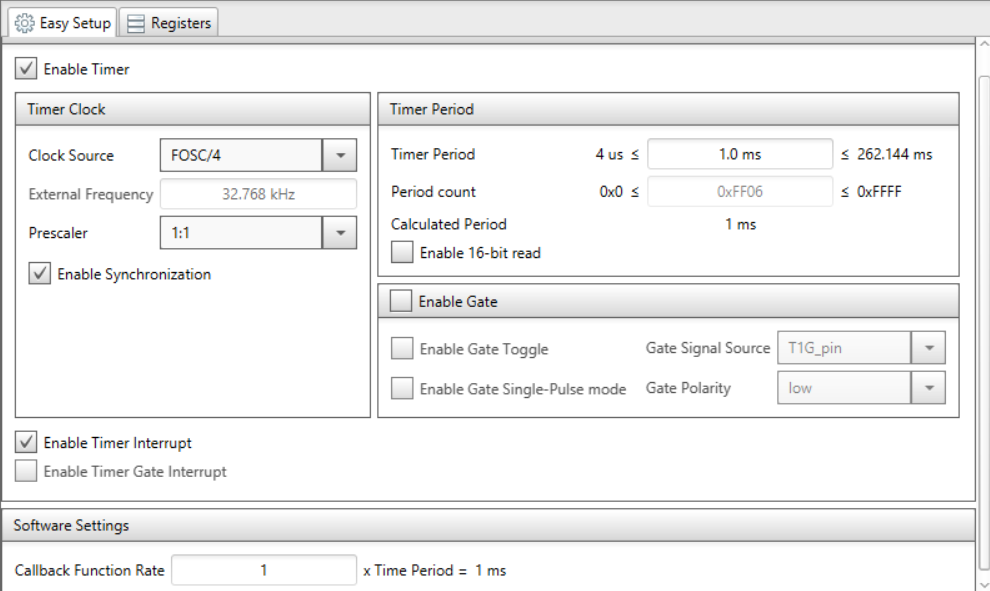 Easy Setup Registers
Enable Timer
Timer Clock
Clock Source FOSC/4
External Frequency 32.768 kHz
Prescaler 1:1
Enable Synchronization
Timer Period
Timer Period 4 us ≤ 1.0 ms ≤ 262.144 ms
Period count 0x0 ≤ 0xFF06 ≤ 0xFFFF
Calculated Period 1 ms
Enable 16-bit read
Enable Gate
Enable Gate Toggle Gate Signal Source T1G_pin
Enable Gate Single-Pulse mode Gate Polarity low
Enable Timer Interrupt
Enable Timer Gate Interrupt
Software Settings
Callback Function Rate 1 x Time Period = 1 ms